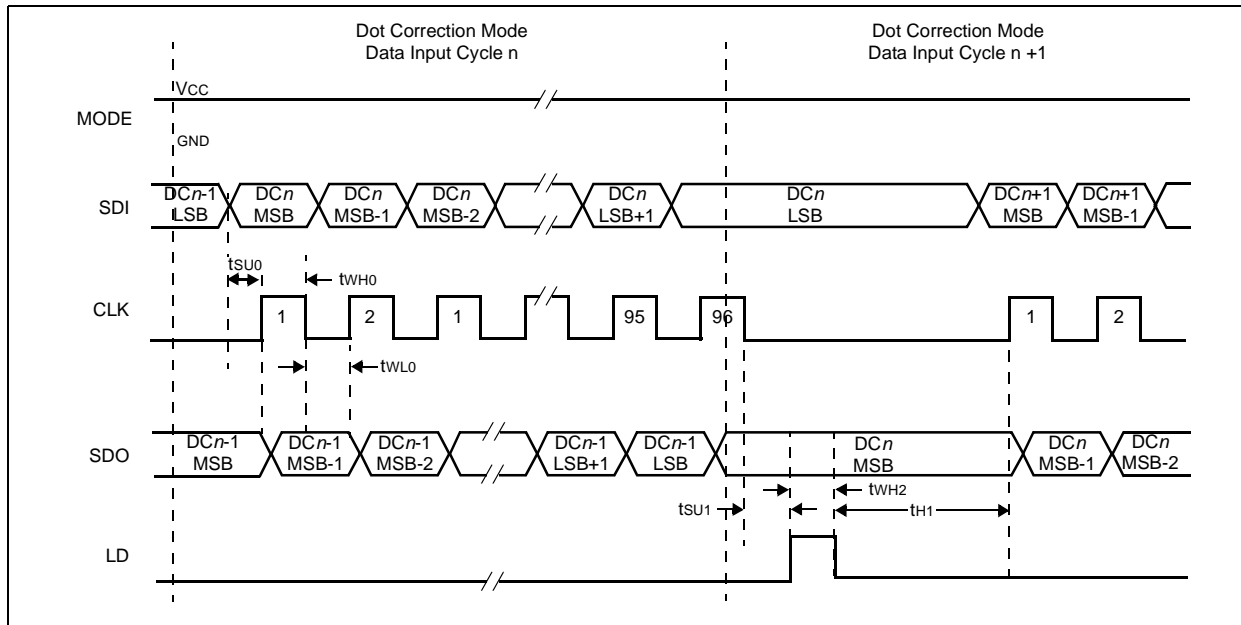 Dot Correction Mode
Data Input Cycle n
Dot Correction Mode
Data Input Cycle n +1
VCC
MODE
GND
SDI
DCn-1
LSB
DCn
MSB
DCn
MSB-1
DCn
MSB-2
DCn
LSB+1
DCn
LSB
DCn+1
MSB
DCn+1
MSB-1
tSU0
tWH0
CLK
1
2
1
95
96
1
2
tWL0
SDO
DCn-1
MSB
DCn-1
MSB-1
DCn-1
MSB-2
DCn-1
LSB+1
DCn-1
LSB
DCn
MSB
DCn
MSB-1
DCn
MSB-2
tWH2
tSU1
tH1
LD